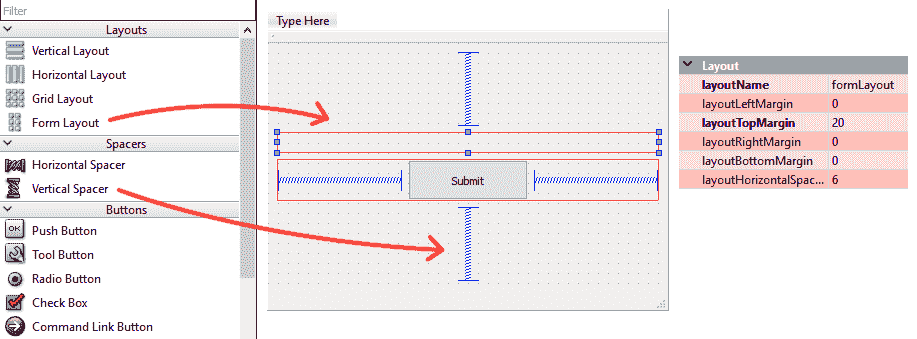 Filter
Layouts
Vertical Layout
Horizontal Layout
Grid Layout
Form Layout
Spacers
Horizontal Spacer
Vertical Spacer
Buttons
Push Button
OK
Tool Button
Radio Button
Check Box
Command Link Button
Type Here
Submit
Layout
layoutName formLayout
layoutLeftMargin 0
layoutTopMargin 20
layoutRightMargin 0
layoutBottomMargin 0
layoutHorizontalSpac... 6